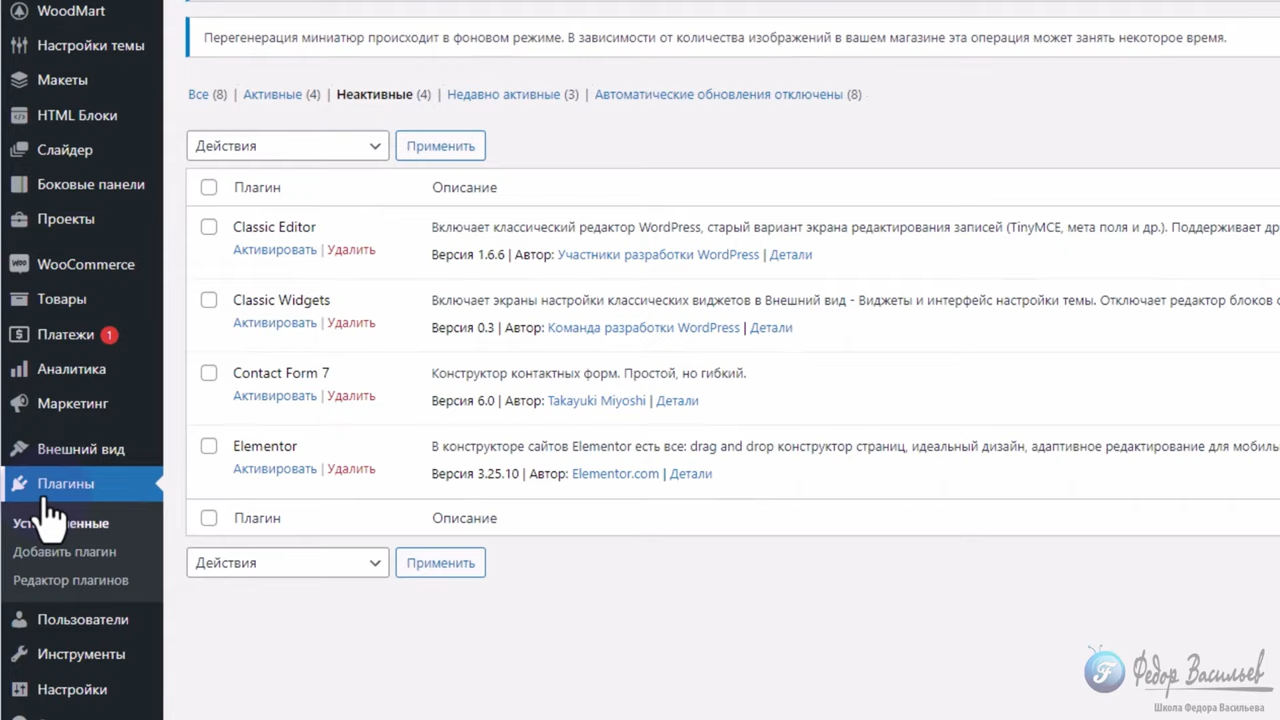 WoodMart
Настройки темы
Макеты
HTML Блоки
Слайдер
Боковые панели
Проекты
WooCommerce
Товары
Платежи 1
Аналитика
Маркетинг
Внешний вид
Плагины
Добавить плагин
Редактор плагинов
Пользователи
Инструменты
Настройки
Перегенерация миниатюр происходит в фоновом режиме. В зависимости от количества изображений в вашем магазине эта операция может занять некоторое время.
Все (8) | Активные (4) | Неактивные (4) | Недавно активные (3) | Автоматические обновления отключены (8)
Действия Применить
Плагин Описание
Classic Editor Включает классический редактор WordPress, старый вариант экрана редактирования записей (TinyMCE, мета поля и др.). Поддерживает др
Активировать | Удалить Версия 1.6.6 | Автор: Участники разработки WordPress | Детали
Classic Widgets Включает экраны настройки классических виджетов в Внешний вид - Виджеты и интерфейс настройки темы. Отключает редактор блоков
Активировать | Удалить Версия 0.3 | Автор: Команда разработки WordPress | Детали
Contact Form 7 Конструктор контактных форм. Простой, но гибкий.
Активировать | Удалить Версия 6.0 | Автор: Takayuki Miyoshi | Детали
Elementor В конструкторе сайтов Elementor есть все: drag and drop конструктор страниц, идеальный дизайн, адаптивное редактирование для мобиль
Активировать | Удалить Версия 3.25.10 | Автор: Elementor.com | Детали
Плагин Описание
Действия Применить
Федор Васильев
Школа Федора Васильева